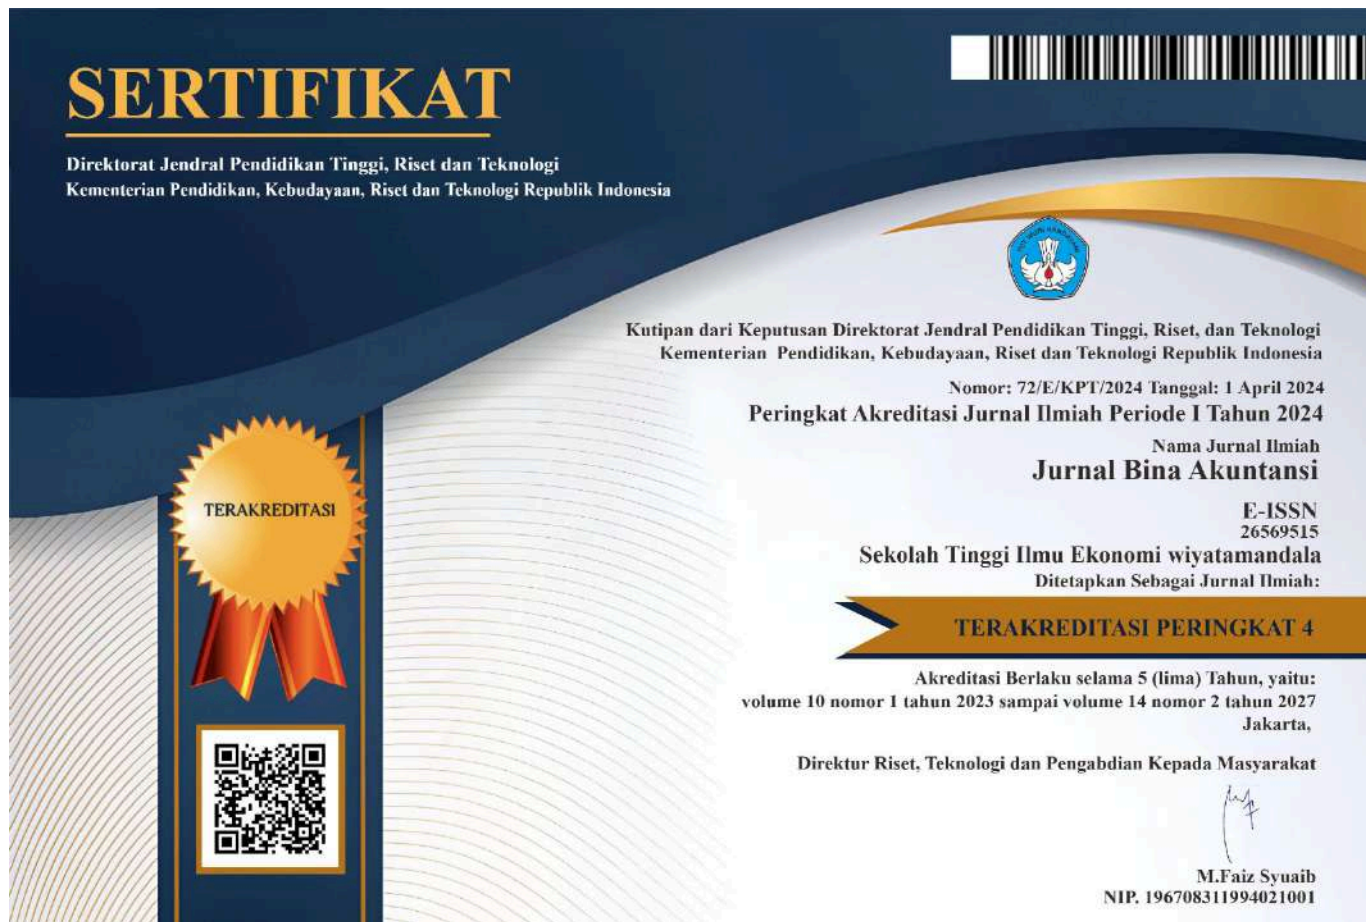 SERTIFIKAT
Direktorat Jendral Pendidikan Tinggi, Riset dan Teknologi
Kementerian Pendidikan, Kebudayaan, Riset dan Teknologi Republik Indonesia
TUT WURI HANDAYANI
Kutipan dari Keputusan Direktorat Jendral Pendidikan Tinggi, Riset, dan Teknologi
Kementerian Pendidikan, Kebudayaan, Riset dan Teknologi Republik Indonesia
Nomor: 72/E/KPT/2024 Tanggal: 1 April 2024
Peringkat Akreditasi Jurnal Ilmiah Periode I Tahun 2024
Nama Jurnal Ilmiah
Jurnal Bina Akuntansi
E-ISSN
26569515
Sekolah Tinggi Ilmu Ekonomi wiyatamandala
Ditetapkan Sebagai Jurnal Ilmiah:
TERAKREDITASI
TERAKREDITASI PERINGKAT 4
Akreditasi Berlaku selama 5 (lima) Tahun, yaitu:
volume 10 nomor 1 tahun 2023 sampai volume 14 nomor 2 tahun 2027
Jakarta,
Direktur Riset, Teknologi dan Pengabdian Kepada Masyarakat
M.Faiz Syuaib
NIP. 196708311994021001